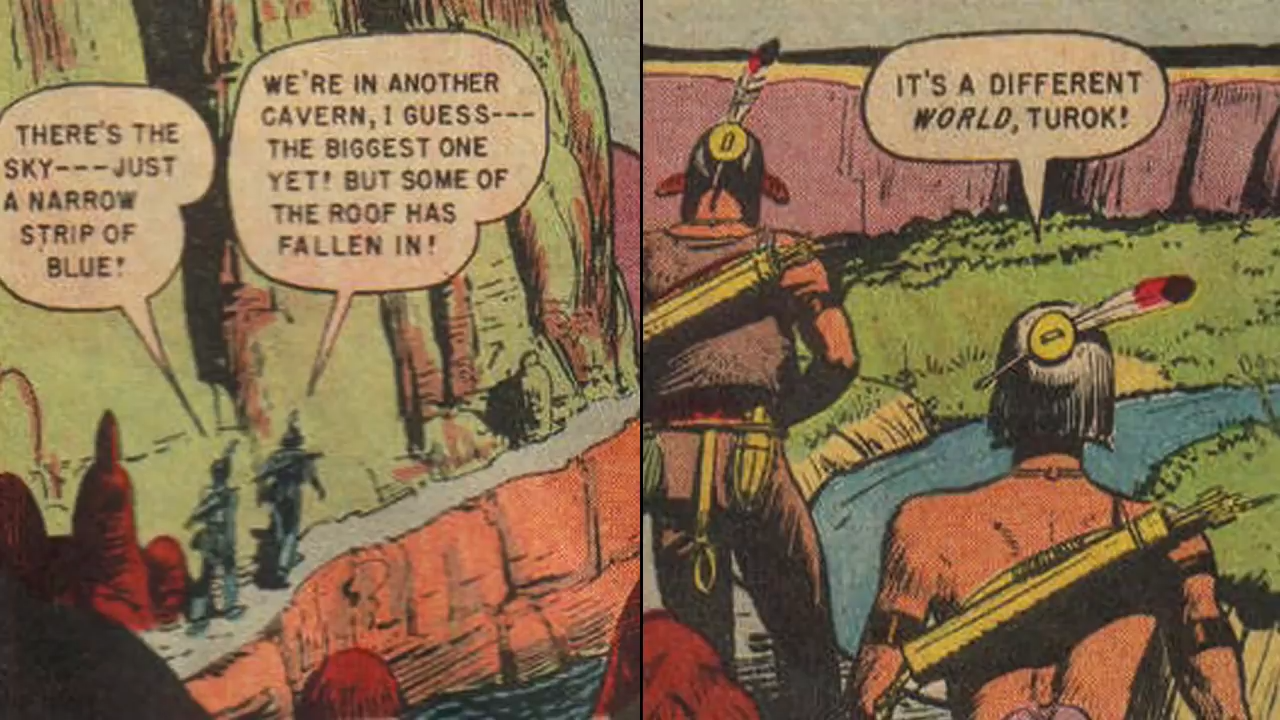 THERE'S THE
SKY---JUST
A NARROW
STRIP OF
BLUE!
WE'RE IN ANOTHER
CAVERN, I GUESS---
THE BIGGEST ONE
YET! BUT SOME OF
THE ROOF HAS
FALLEN IN!
IT'S A DIFFERENT
WORLD, TUROK!